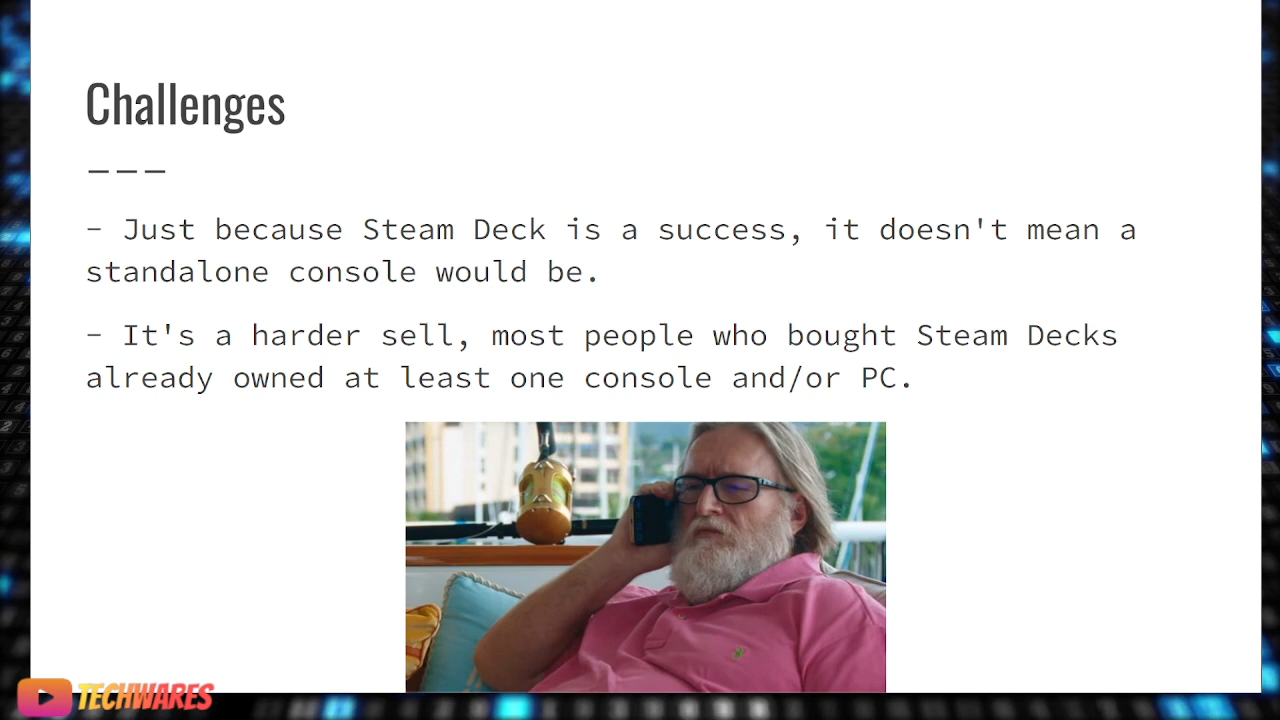 Challenges
---
- Just because Steam Deck is a success, it doesn't mean a
standalone console would be.
- It's a harder sell, most people who bought Steam Decks
already owned at least one console and/or PC.
TECHWARES